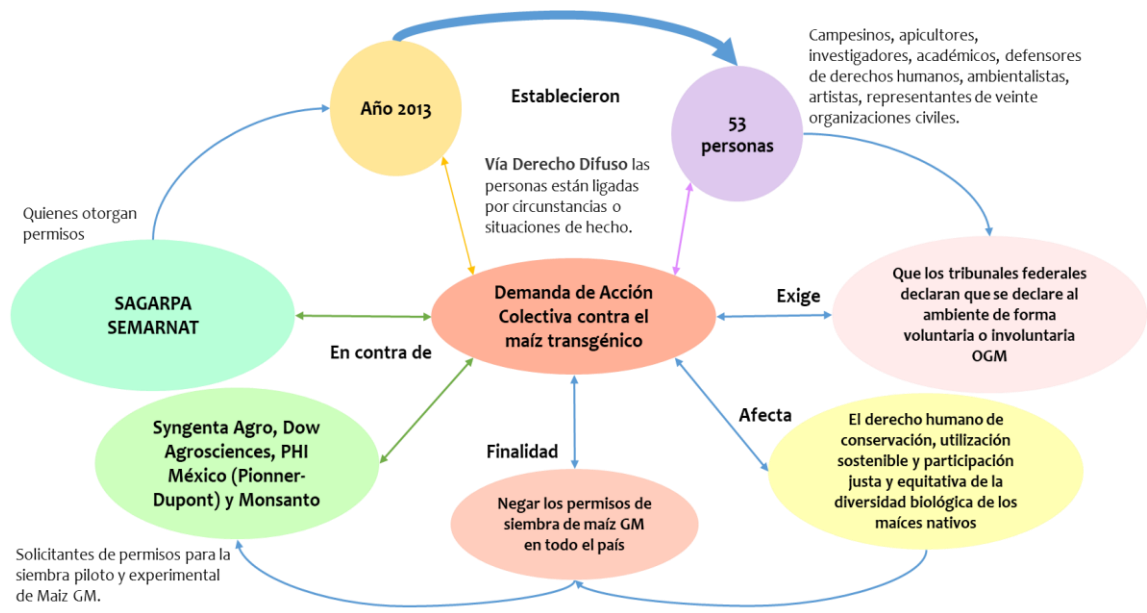 Campesinos, apicultores,
investigadores, académicos, defensores
de derechos humanos, ambientalistas,
artistas, representantes de veinte
organizaciones civiles.
Año 2013
Establecieron
53
personas
Vía Derecho Difuso las
personas están ligadas
por circunstancias o
situaciones de hecho.
Quienes otorgan
permisos
SAGARPA
SEMARNAT
Demanda de Acción
Colectiva contra el
maíz transgénico
Exige
Que los tribunales federales
declaran que se declare al
ambiente de forma
voluntaria o involuntaria
OGM
En contra de
Syngenta Agro, Dow
Agrosciences, PHI
México (Pionner-
Dupont) y Monsanto
Finalidad
Afecta
El derecho humano de
conservación, utilización
sostenible y participación
justa y equitativa de la
diversidad biológica de los
maíces nativos
Negar los permisos de
siembra de maíz GM
en todo el país
Solicitantes de permisos para la
siembra piloto y experimental
de Maiz GM.